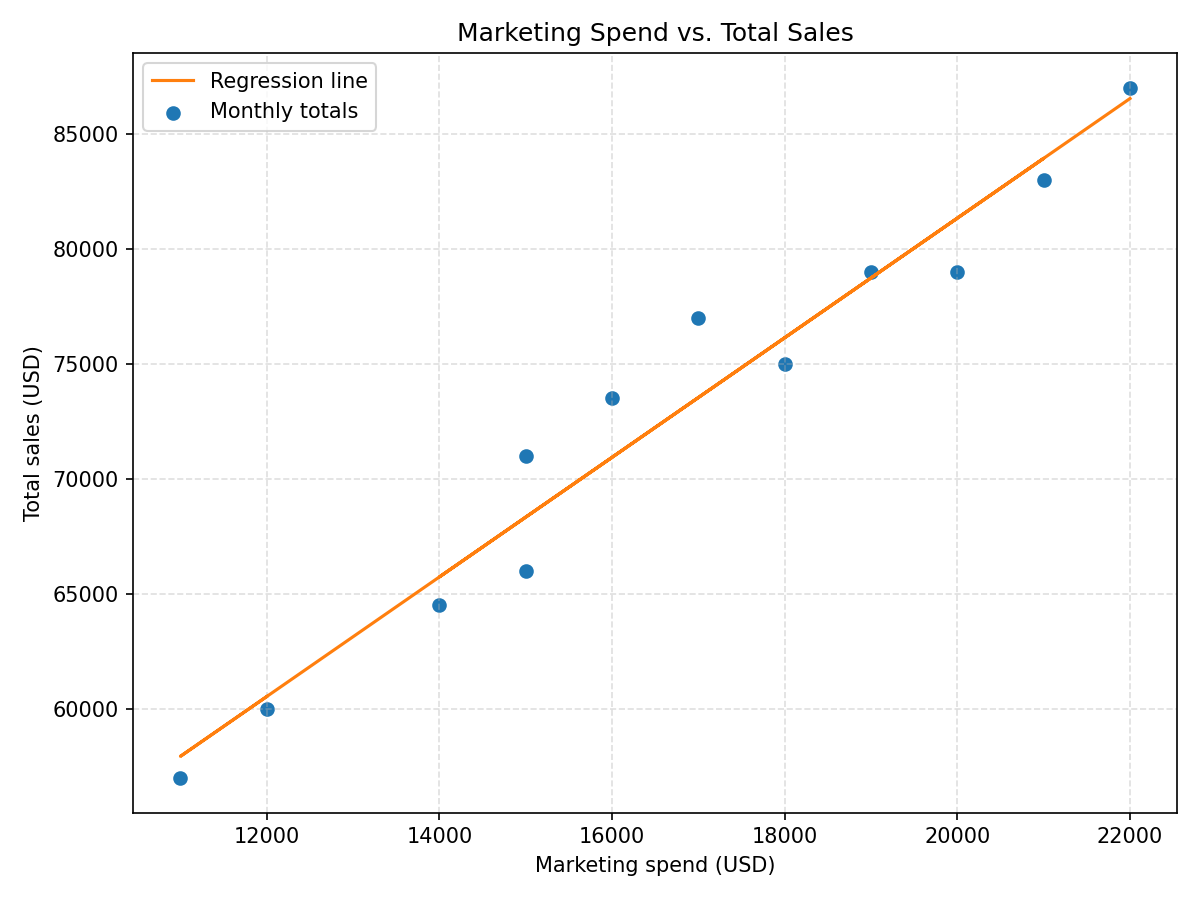 Marketing Spend vs. Total Sales
Regression line
Monthly totals
85000
80000
75000
70000
65000
60000
Total sales (USD)
12000 14000 16000 18000 20000 22000
Marketing spend (USD)